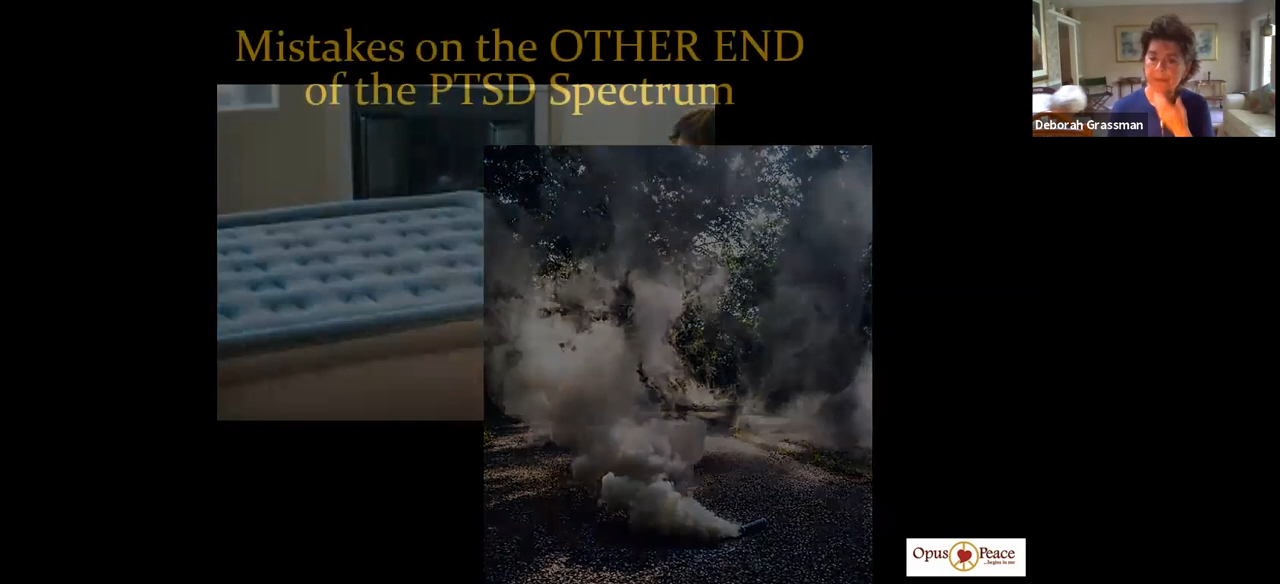 Mistakes on the OTHER END
of the PTSD Spectrum
Deborah Grassman
Opus Peace
...begins in me